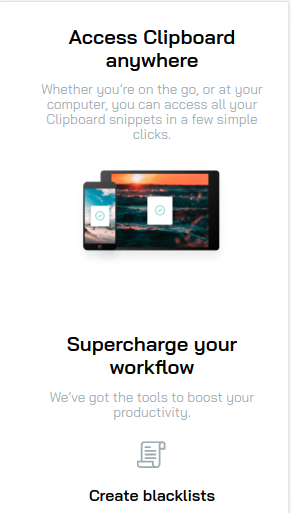 Access Clipboard
anywhere
Whether you’re on the go, or at your
computer, you can access all your
Clipboard snippets in a few simple
clicks.
Supercharge your
workflow
We’ve got the tools to boost your
productivity.
Create blacklists